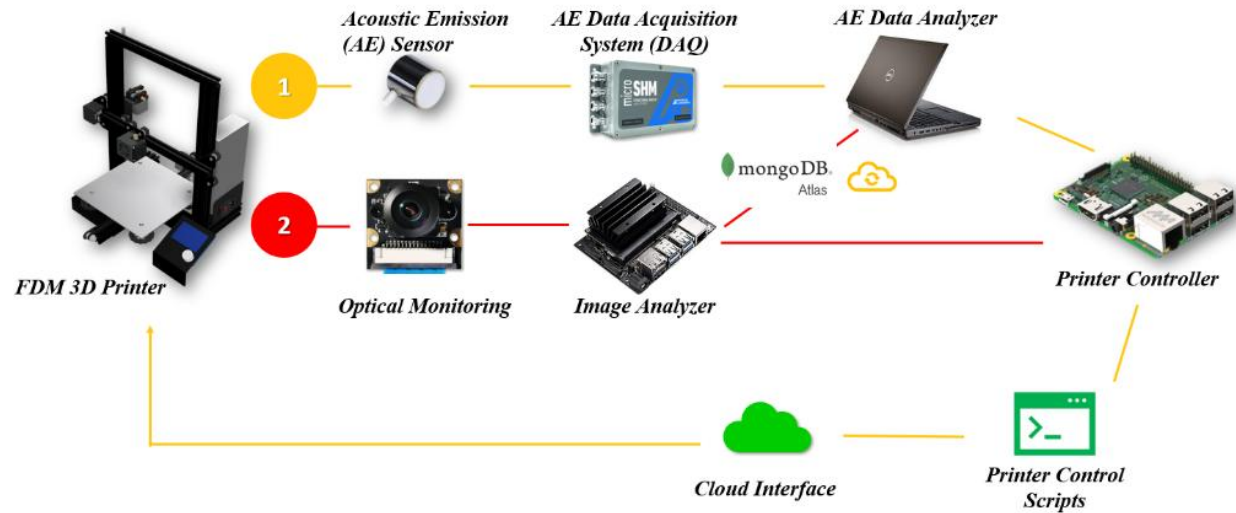 Acoustic Emission
(AE) Sensor
AE Data Acquisition
System (DAQ)
AE Data Analyzer
1
micro
SHM
mongoDB.
Atlas
2
FDM 3D Printer
Optical Monitoring
Image Analyzer
Printer Controller
>_
Cloud Interface
Printer Control
Scripts